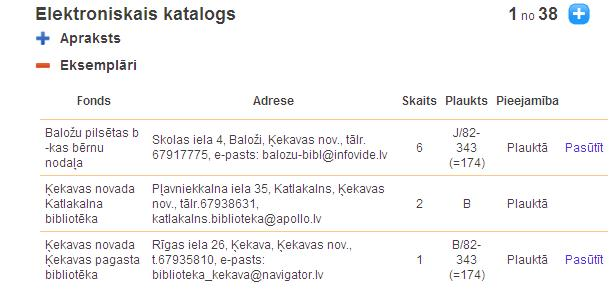 Elektroniskais katalogs
1 no 38
Apraksts
Eksemplāri
Fonds Adrese Skaits Plaukts Pieejamība
Baložu pilsētas b
-kas bērnu
nodaļa
Skolas iela 4, Baloži, Ķekavas nov., tālr.
67917775, e-pasts: balozu-bibl@infovide.lv
6
J/82-
343
(=174)
Plauktā
Pasūtīt
Ķekavas novada
Katlakalna
bibliotēka
Pļavniekkalna iela 35, Katlakalns, Ķekavas
nov., tālr.67938631,
katlakalns.biblioteka@apollo.lv
2
B
Plauktā
Ķekavas novada
Ķekavas pagasta
bibliotēka
Rīgas iela 26, Ķekava, Ķekavas nov.,
t.67935810, e-pasts:
biblioteka_kekava@navigator.lv
1
B/82-
343
(=174)
Plauktā
Pasūtīt